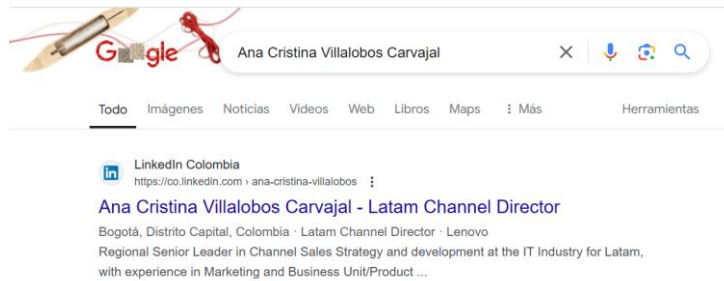 Google
Ana Cristina Villalobos Carvajal
Todo Imágenes Noticias Videos Web Libros Maps Más Herramientas
in
LinkedIn Colombia
https://co.linkedin.com › ana-cristina-villalobos
Ana Cristina Villalobos Carvajal - Latam Channel Director
Bogotá, Distrito Capital, Colombia · Latam Channel Director · Lenovo
Regional Senior Leader in Channel Sales Strategy and development at the IT Industry for Latam,
with experience in Marketing and Business Unit/Product ...